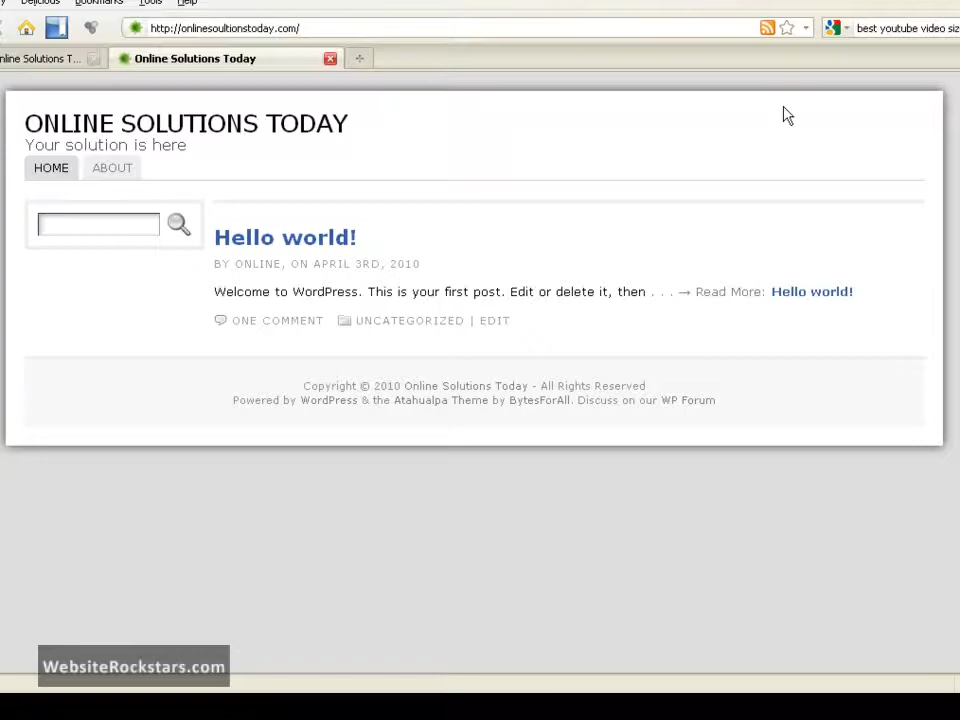 Delicious Bookmarks Tools Help
http://onlinesoultionstoday.com/
best youtube video siz
nline Solutions T...
Online Solutions Today
ONLINE SOLUTIONS TODAY
Your solution is here
HOME
ABOUT
Hello world!
BY ONLINE, ON APRIL 3RD, 2010
Welcome to WordPress. This is your first post. Edit or delete it, then . . . → Read More: Hello world!
ONE COMMENT UNCATEGORIZED | EDIT
Copyright © 2010 Online Solutions Today - All Rights Reserved
Powered by WordPress & the Atahualpa Theme by BytesForAll. Discuss on our WP Forum
WebsiteRockstars.com